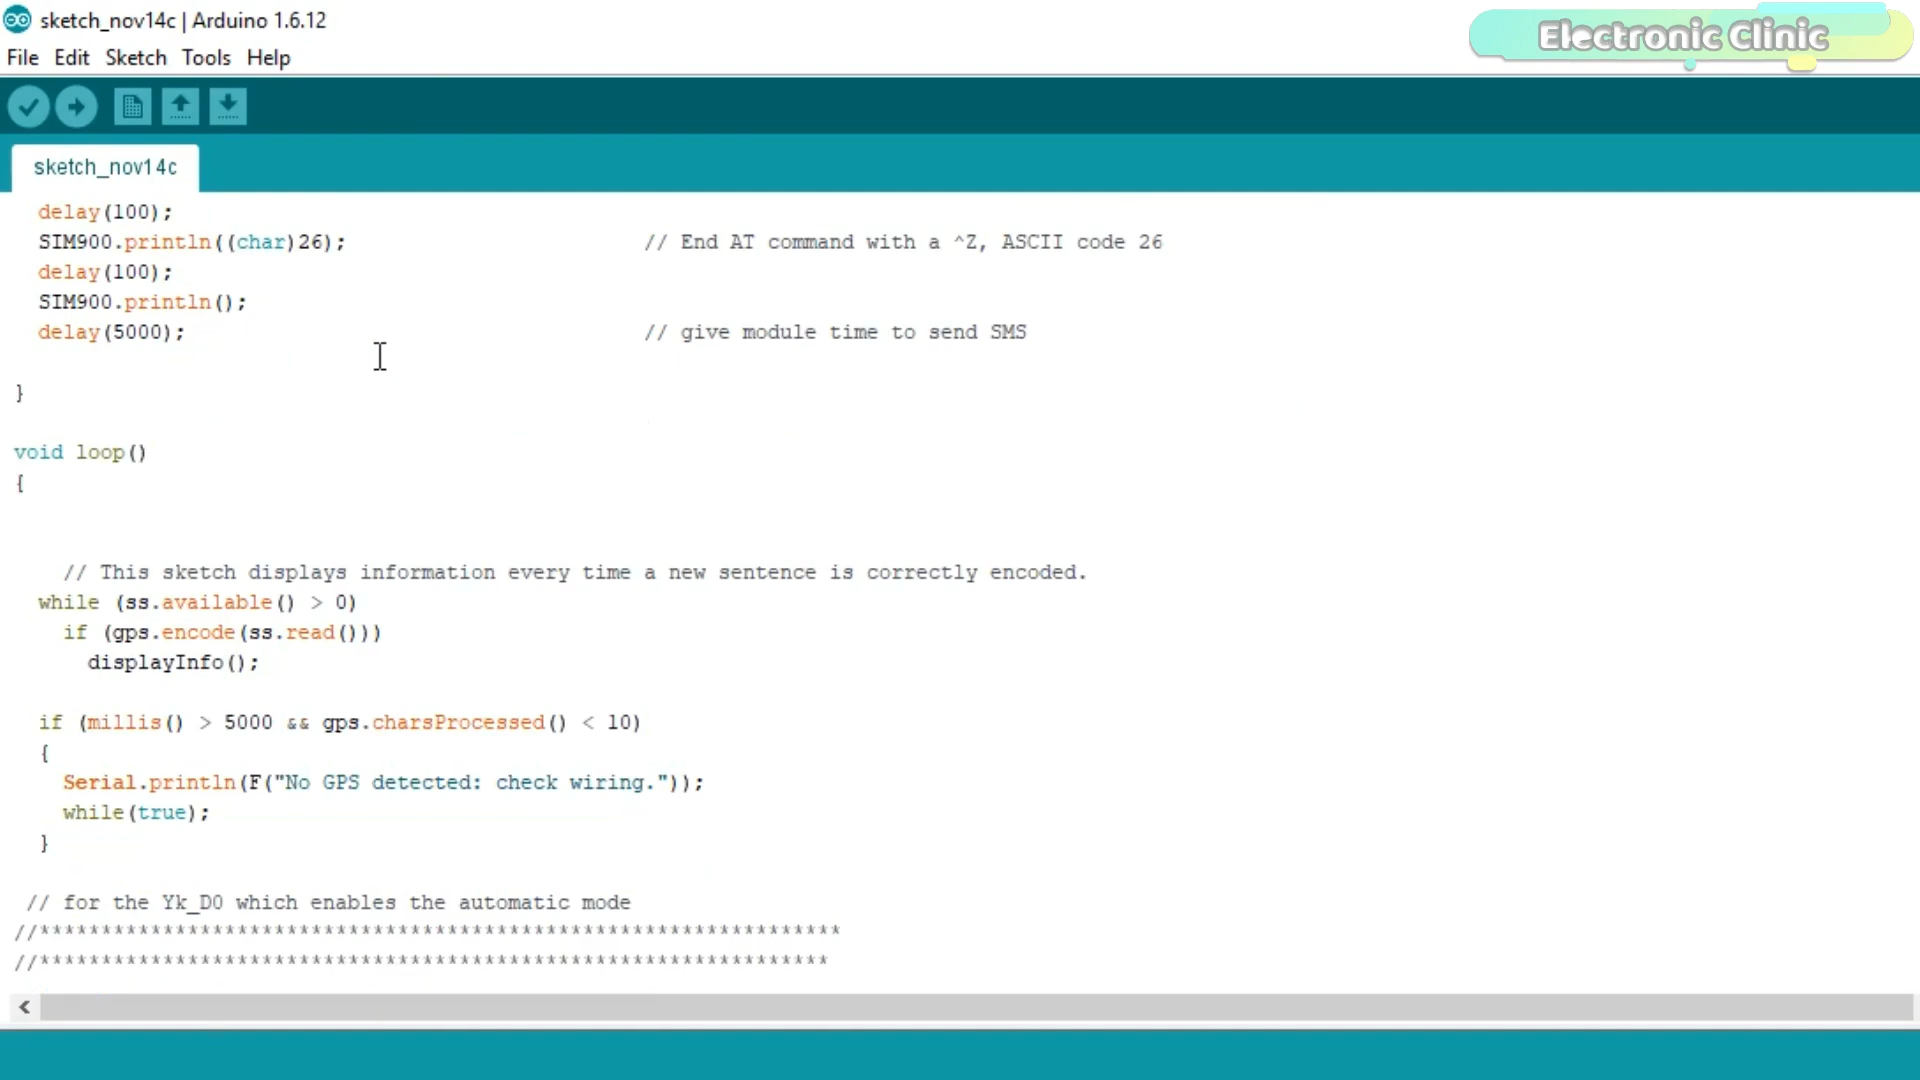 sketch_nov14c | Arduino 1.6.12
Electronic Clinic
File Edit Sketch Tools Help
sketch_nov14c
delay(100);
SIM900.println((char)26); // End AT command with a ^Z, ASCII code 26
delay(100);
SIM900.println();
delay(5000); // give module time to send SMS
}
void loop()
{
// This sketch displays information every time a new sentence is correctly encoded.
while (ss.available() > 0)
if (gps.encode(ss.read()))
displayInfo();
if (millis() > 5000 && gps.charsProcessed() < 10)
{
Serial.println(F("No GPS detected: check wiring."));
while(true);
}
// for the Yk_D0 which enables the automatic mode
//*****************************************************************
//****************************************************************